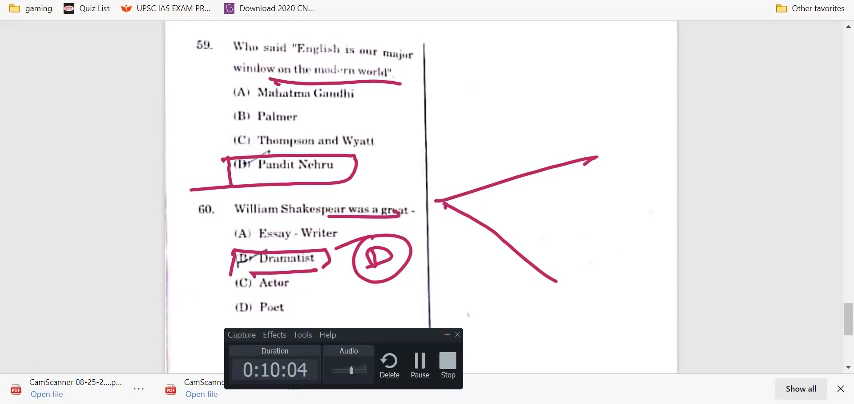 gaming Quiz List UPSC IAS EXAM PR... Download 2020 CN... Other favorites
59. Who said "English is our major
window on the modern world".
(A) Mahatma Gandhi
(B) Palmer
(C) Thompson and Wyatt
(D) Pandit Nehru
60. William Shakespear was a great -
(A) Essay - Writer
(B) Dramatist
D
(C) Actor
(D) Poet
Capture Effects Tools Help
Duration Audio
0:10:04
Delete Pause Stop
CamScanner 08-25-2....p... CamScann
Open file Open file
Show all